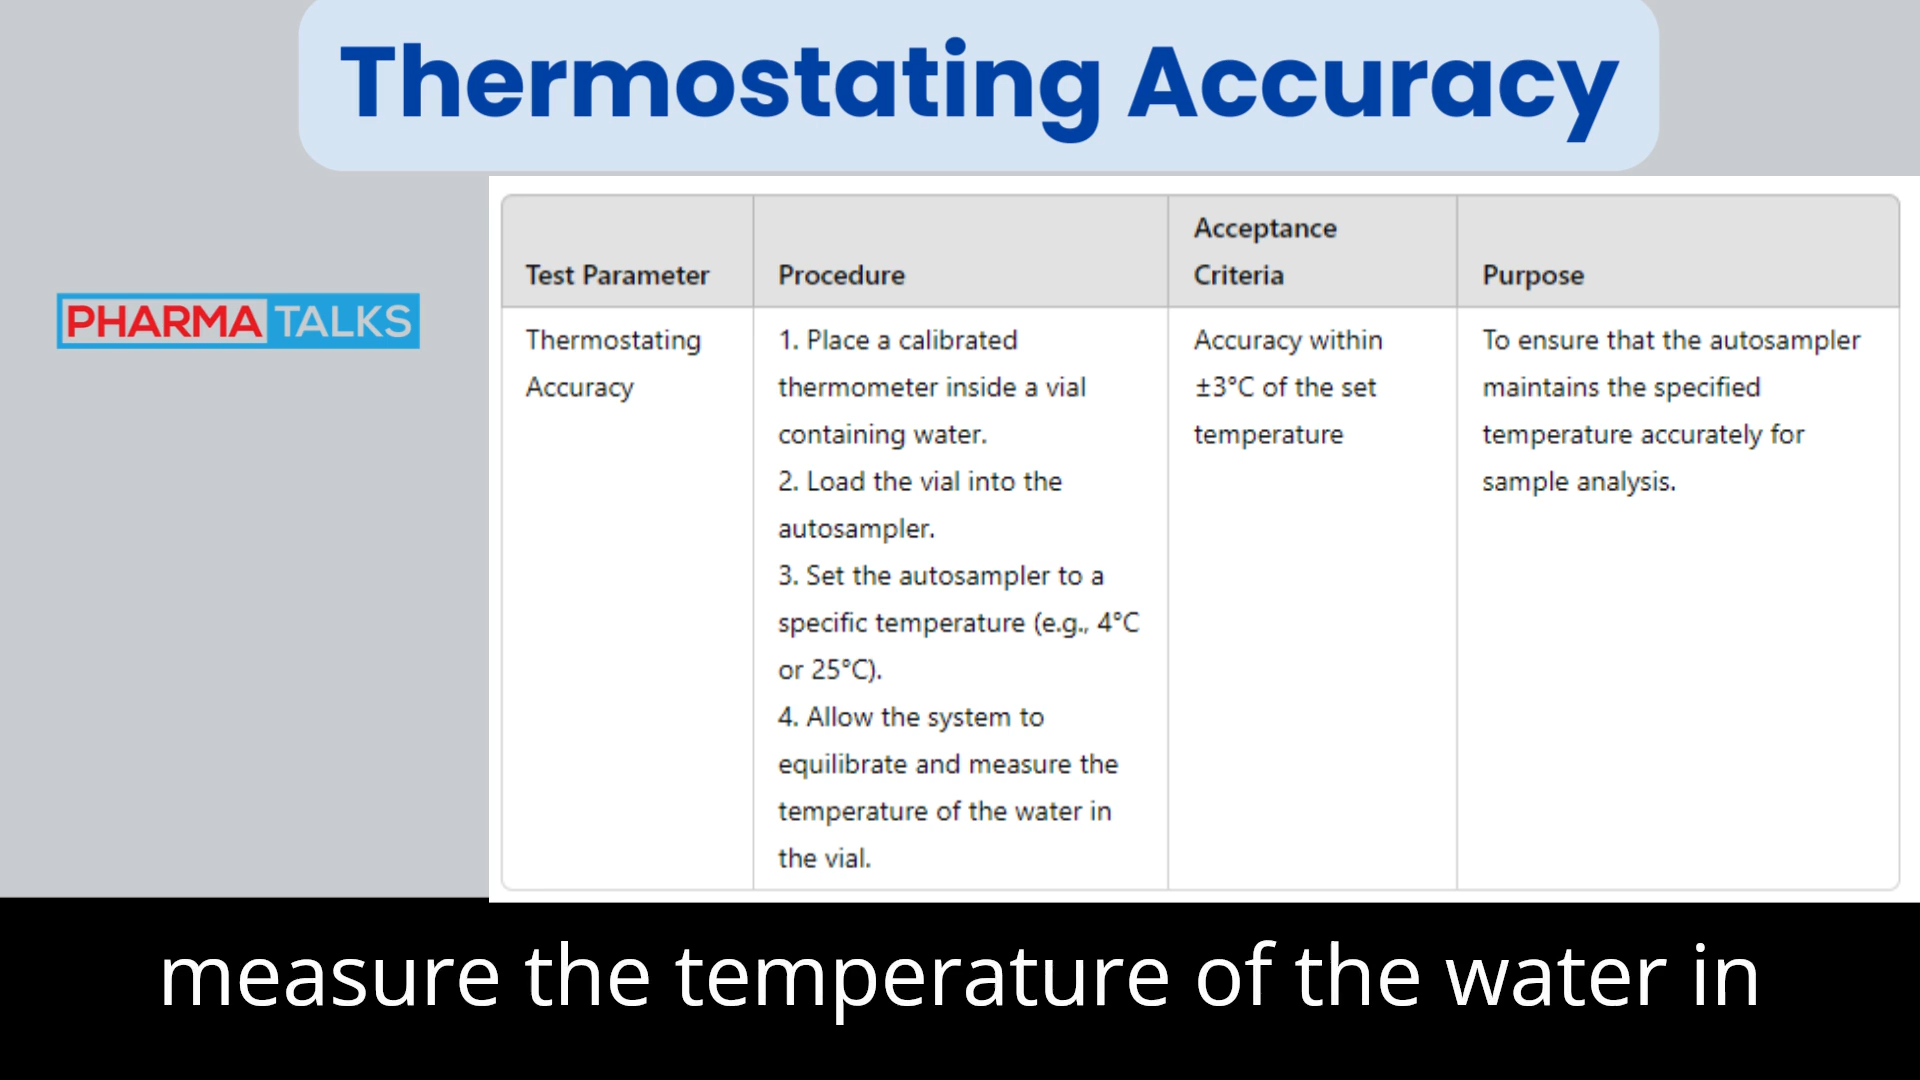 Thermostating Accuracy
PHARMA TALKS
Test Parameter
Procedure
Acceptance
Criteria
Purpose
Thermostating
Accuracy
1. Place a calibrated
thermometer inside a vial
containing water.
2. Load the vial into the
autosampler.
3. Set the autosampler to a
specific temperature (e.g., 4°C
or 25°C).
4. Allow the system to
equilibrate and measure the
temperature of the water in
the vial.
Accuracy within
±3°C of the set
temperature
To ensure that the autosampler
maintains the specified
temperature accurately for
sample analysis.
measure the temperature of the water in